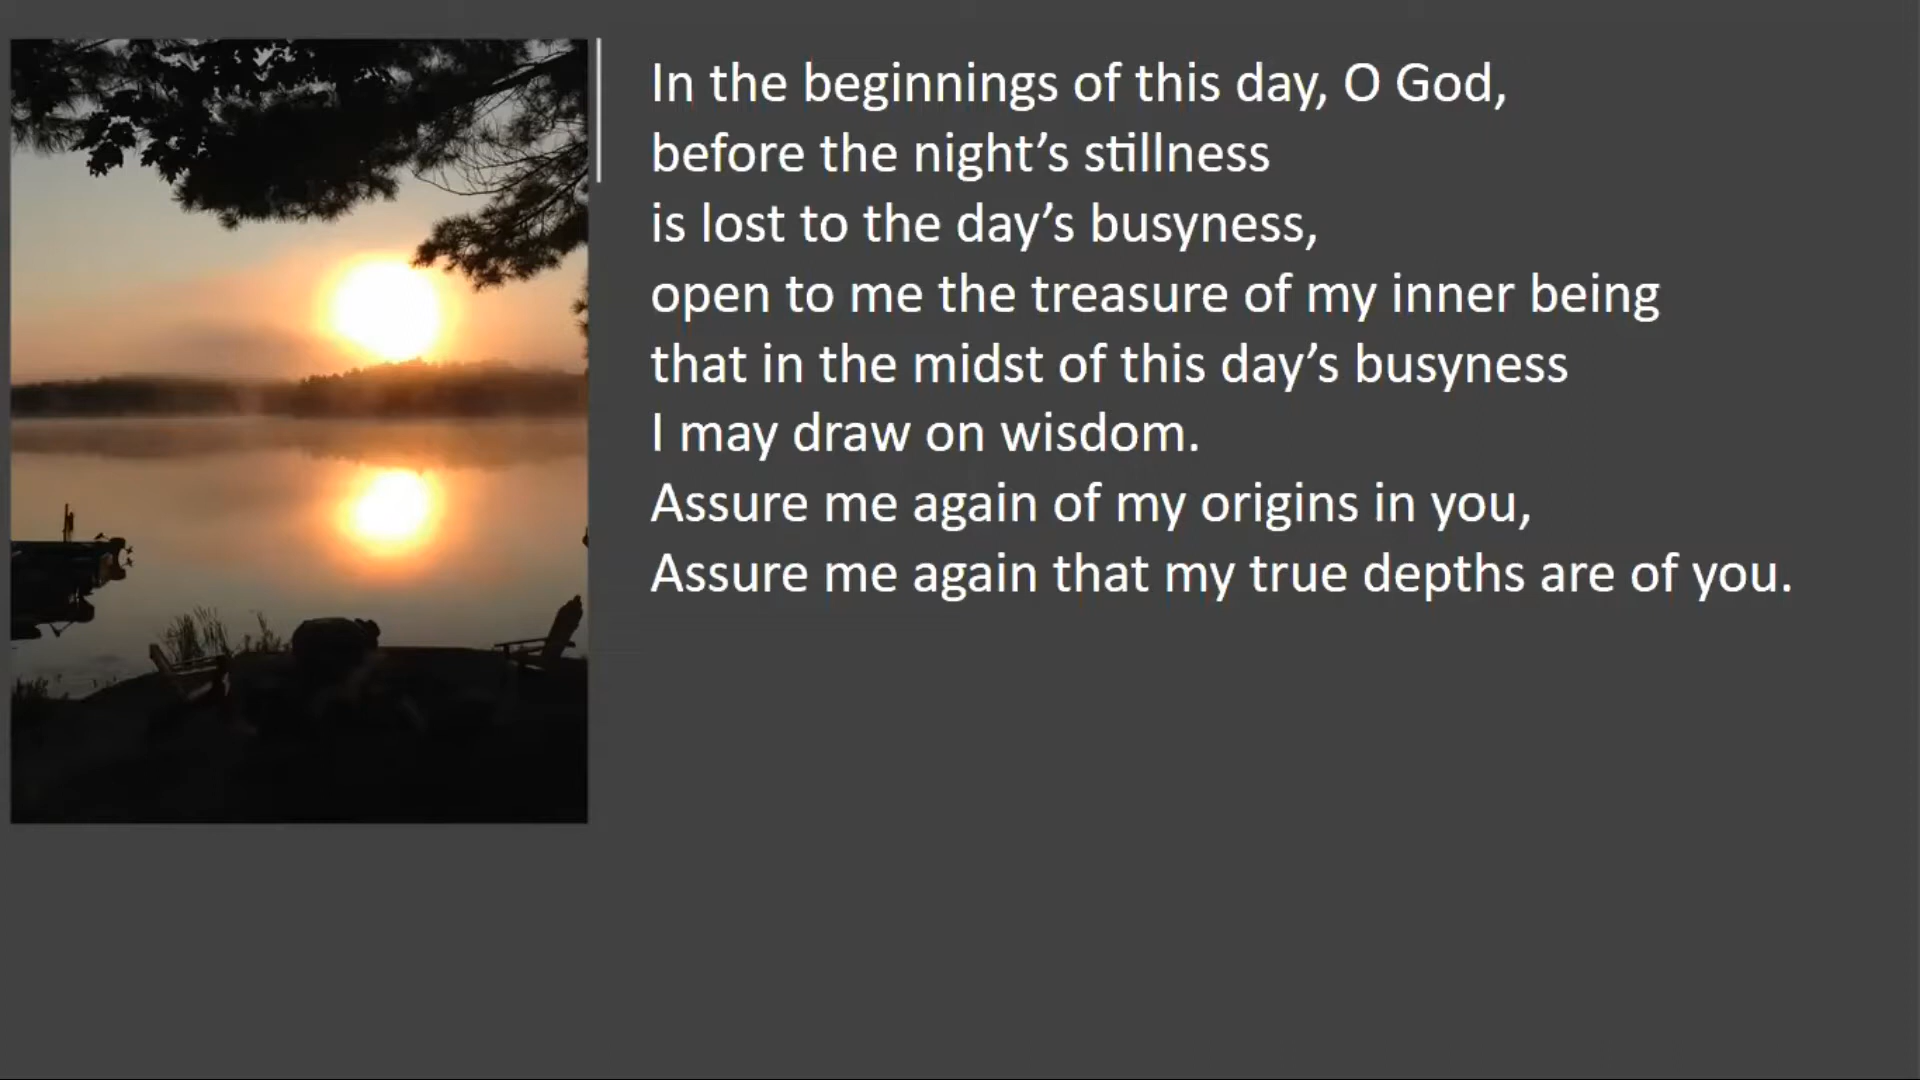 In the beginnings of this day, O God,
before the night’s stillness
is lost to the day’s busyness,
open to me the treasure of my inner being
that in the midst of this day’s busyness
I may draw on wisdom.
Assure me again of my origins in you,
Assure me again that my true depths are of you.